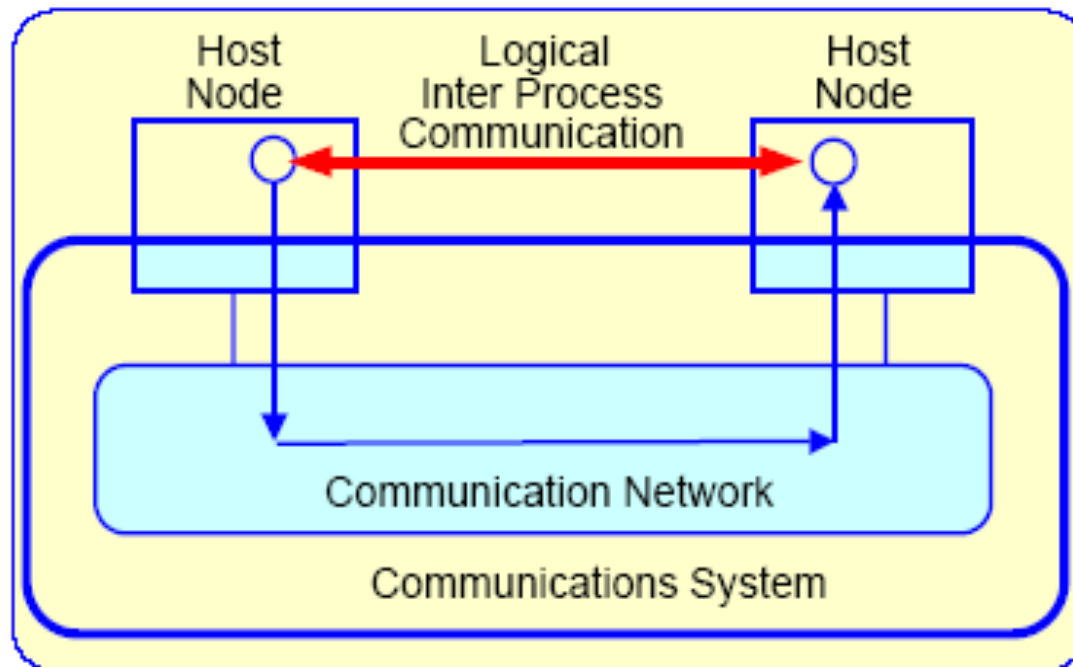 Host
Node
Logical
Inter Process
Communication
Host
Node
Communication Network
Communications System